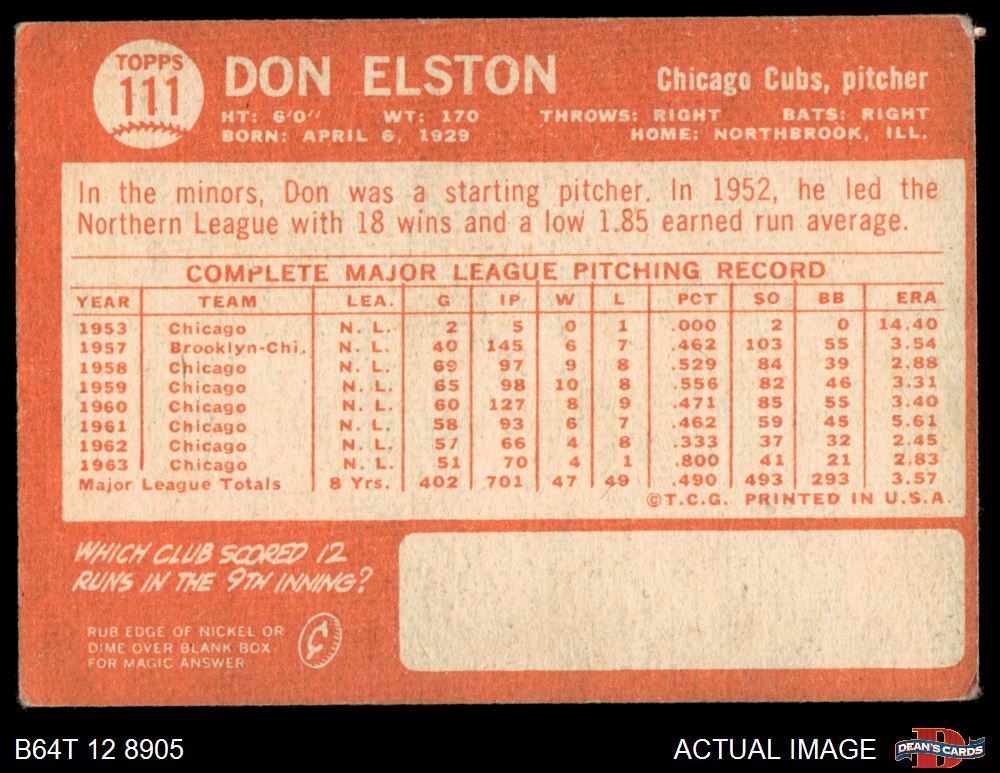 TOPPS
111
DON ELSTON
Chicago Cubs, pitcher
HT: 6'0" WT: 170 THROWS: RIGHT BATS: RIGHT
BORN: APRIL 6, 1929 HOME: NORTHBROOK, ILL.
In the minors, Don was a starting pitcher. In 1952, he led the
Northern League with 18 wins and a low 1.85 earned run average.
COMPLETE MAJOR LEAGUE PITCHING RECORD
YEAR TEAM LEA. G IP W L PCT SO BB ERA
1953 Chicago N. L. 2 5 0 1 .000 2 0 14.40
1957 Brooklyn-Chi. N. L. 40 145 6 7 .462 103 55 3.54
1958 Chicago N. L. 69 97 9 8 .529 84 39 2.88
1959 Chicago N. L. 65 98 10 8 .556 82 46 3.31
1960 Chicago N. L. 60 127 8 9 .471 85 55 3.40
1961 Chicago N. L. 58 93 6 7 .462 59 45 5.61
1962 Chicago N. L. 57 66 4 8 .333 37 32 2.45
1963 Chicago N. L. 51 70 4 1 .800 41 21 2.83
Major League Totals 8 Yrs. 402 701 47 49 .490 493 293 3.57
©T.C.G. PRINTED IN U.S.A.
WHICH CLUB SCORED 12
RUNS IN THE 9TH INNING?
RUB EDGE OF NICKEL OR
DIME OVER BLANK BOX
FOR MAGIC ANSWER
B64T 12 8905
ACTUAL IMAGE
DEAN'S CARDS